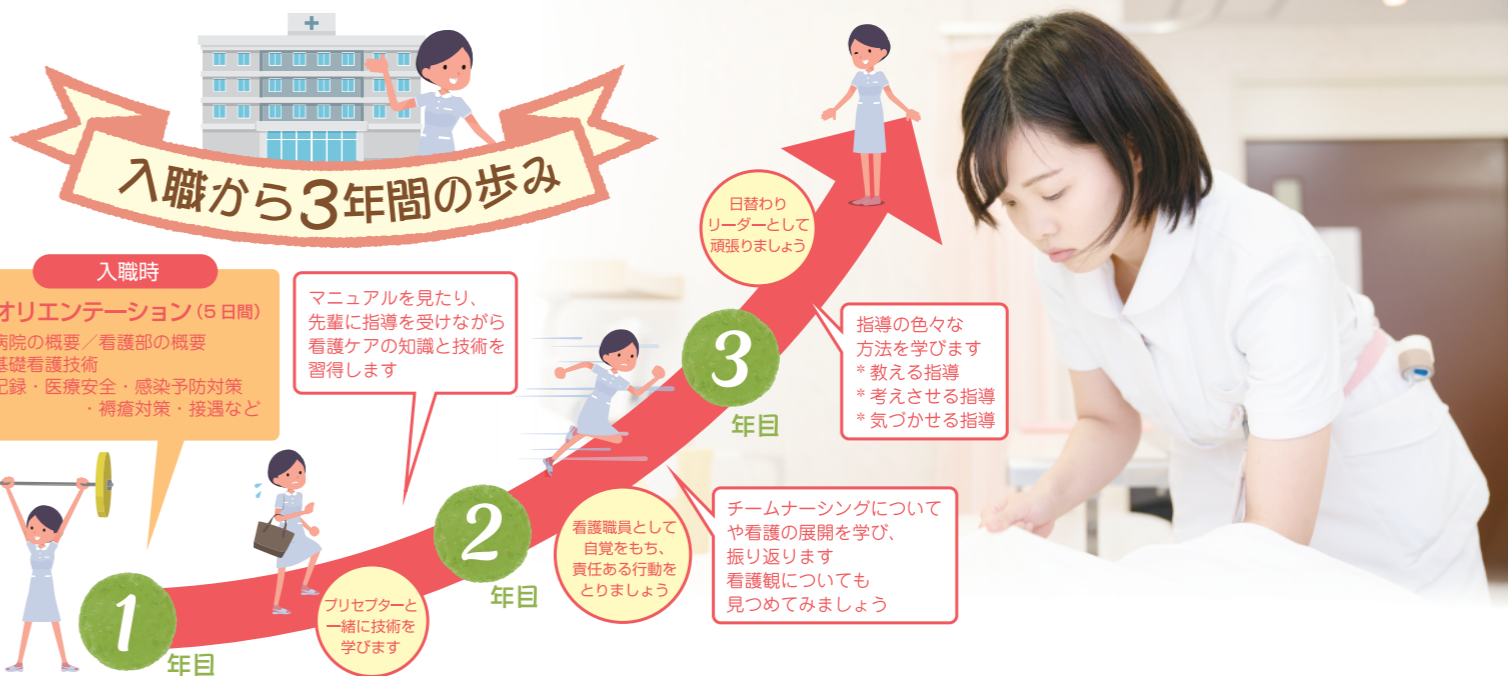 入職から3年間の歩み
入職時
オリエンテーション(5日間)
病院の概要/看護部の概要
基礎看護技術
記録・医療安全・感染予防対策
・褥瘡対策・接遇など
1
年目
プリセプターと
一緒に技術を
学びます
マニュアルを見たり、
先輩に指導を受けながら
看護ケアの知識と技術を
習得します
2
年目
看護職員として
自覚をもち、
責任ある行動を
とりましょう
チームナーシングについて
や看護の展開を学び、
振り返ります
看護観についても
見つめてみましょう
3
年目
日替わり
リーダーとして
頑張りましょう
指導の色々な
方法を学びます
*教える指導
*考えさせる指導
*気づかせる指導